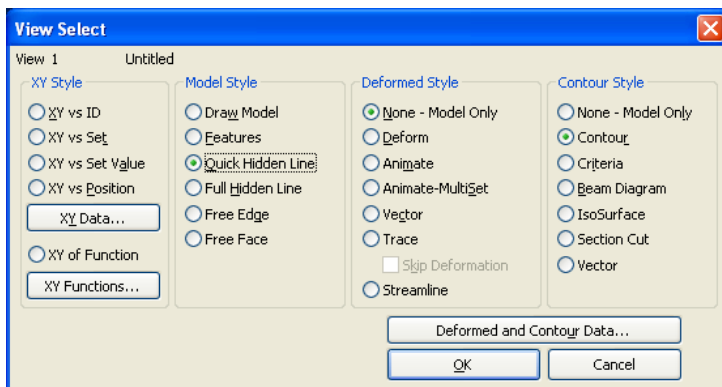 View Select
View 1 Untitled
XY Style
XY vs ID
XY vs Set
XY vs Set Value
XY vs Position
XY Data...
XY of Function
XY Functions...
Model Style
Draw Model
Features
Quick Hidden Line
Full Hidden Line
Free Edge
Free Face
Deformed Style
None - Model Only
Deform
Animate
Animate-MultiSet
Vector
Trace
Skip Deformation
Streamline
Contour Style
None - Model Only
Contour
Criteria
Beam Diagram
IsoSurface
Section Cut
Vector
Deformed and Contour Data...
OK
Cancel